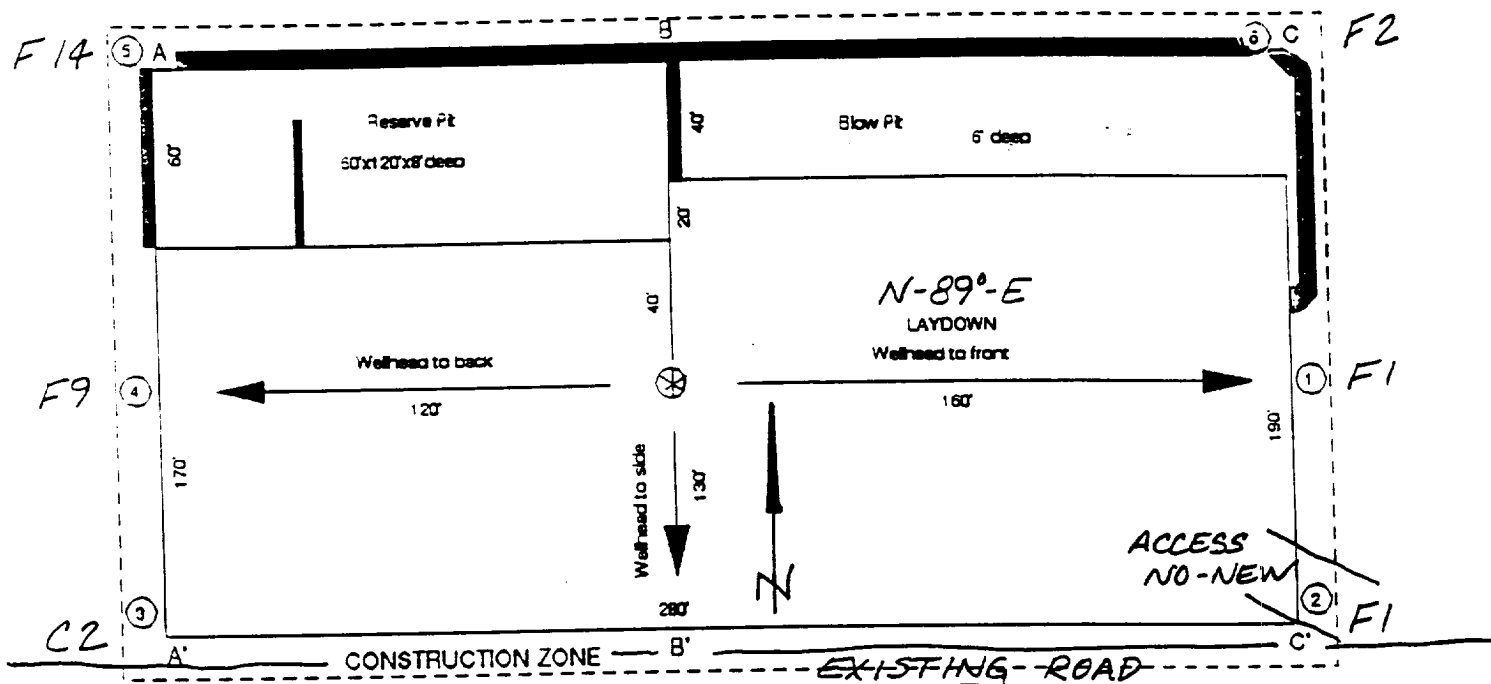 F 14 5 A B 6 C F2
Reserve Pit
60'x120'x8' deep
60'
40'
Blow Pit
6' deep
20'
40'
N-89°-E
LAYDOWN
Wellhead to back
Wellhead to front
F9 4 120' 160' 1 F1
170'
190'
Wellhead to side
130'
N
ACCESS
NO-NEW
C2 3 280' 2 F1
A' CONSTRUCTION ZONE B' EXISTING ROAD C'